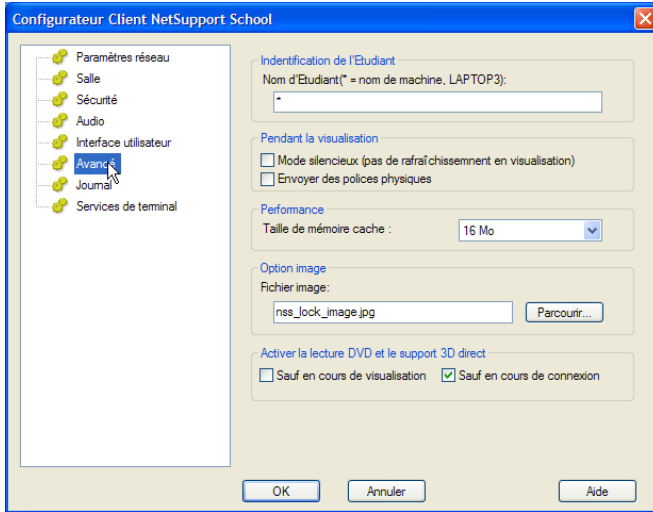 Configurateur Client NetSupport School
Paramètres réseau
Salle
Sécurité
Audio
Interface utilisateur
Avancé
Journal
Services de terminal
Indentification de l'Etudiant
Nom d'Etudiant(* = nom de machine, LAPTOP3):
*
Pendant la visualisation
Mode silencieux (pas de rafraîchissemnent en visualisation)
Envoyer des polices physiques
Performance
Taille de mémoire cache :
16 Mo
Option image
Fichier image:
nss_lock_image.jpg
Parcourir...
Activer la lecture DVD et le support 3D direct
Sauf en cours de visualisation
Sauf en cours de connexion
OK
Annuler
Aide